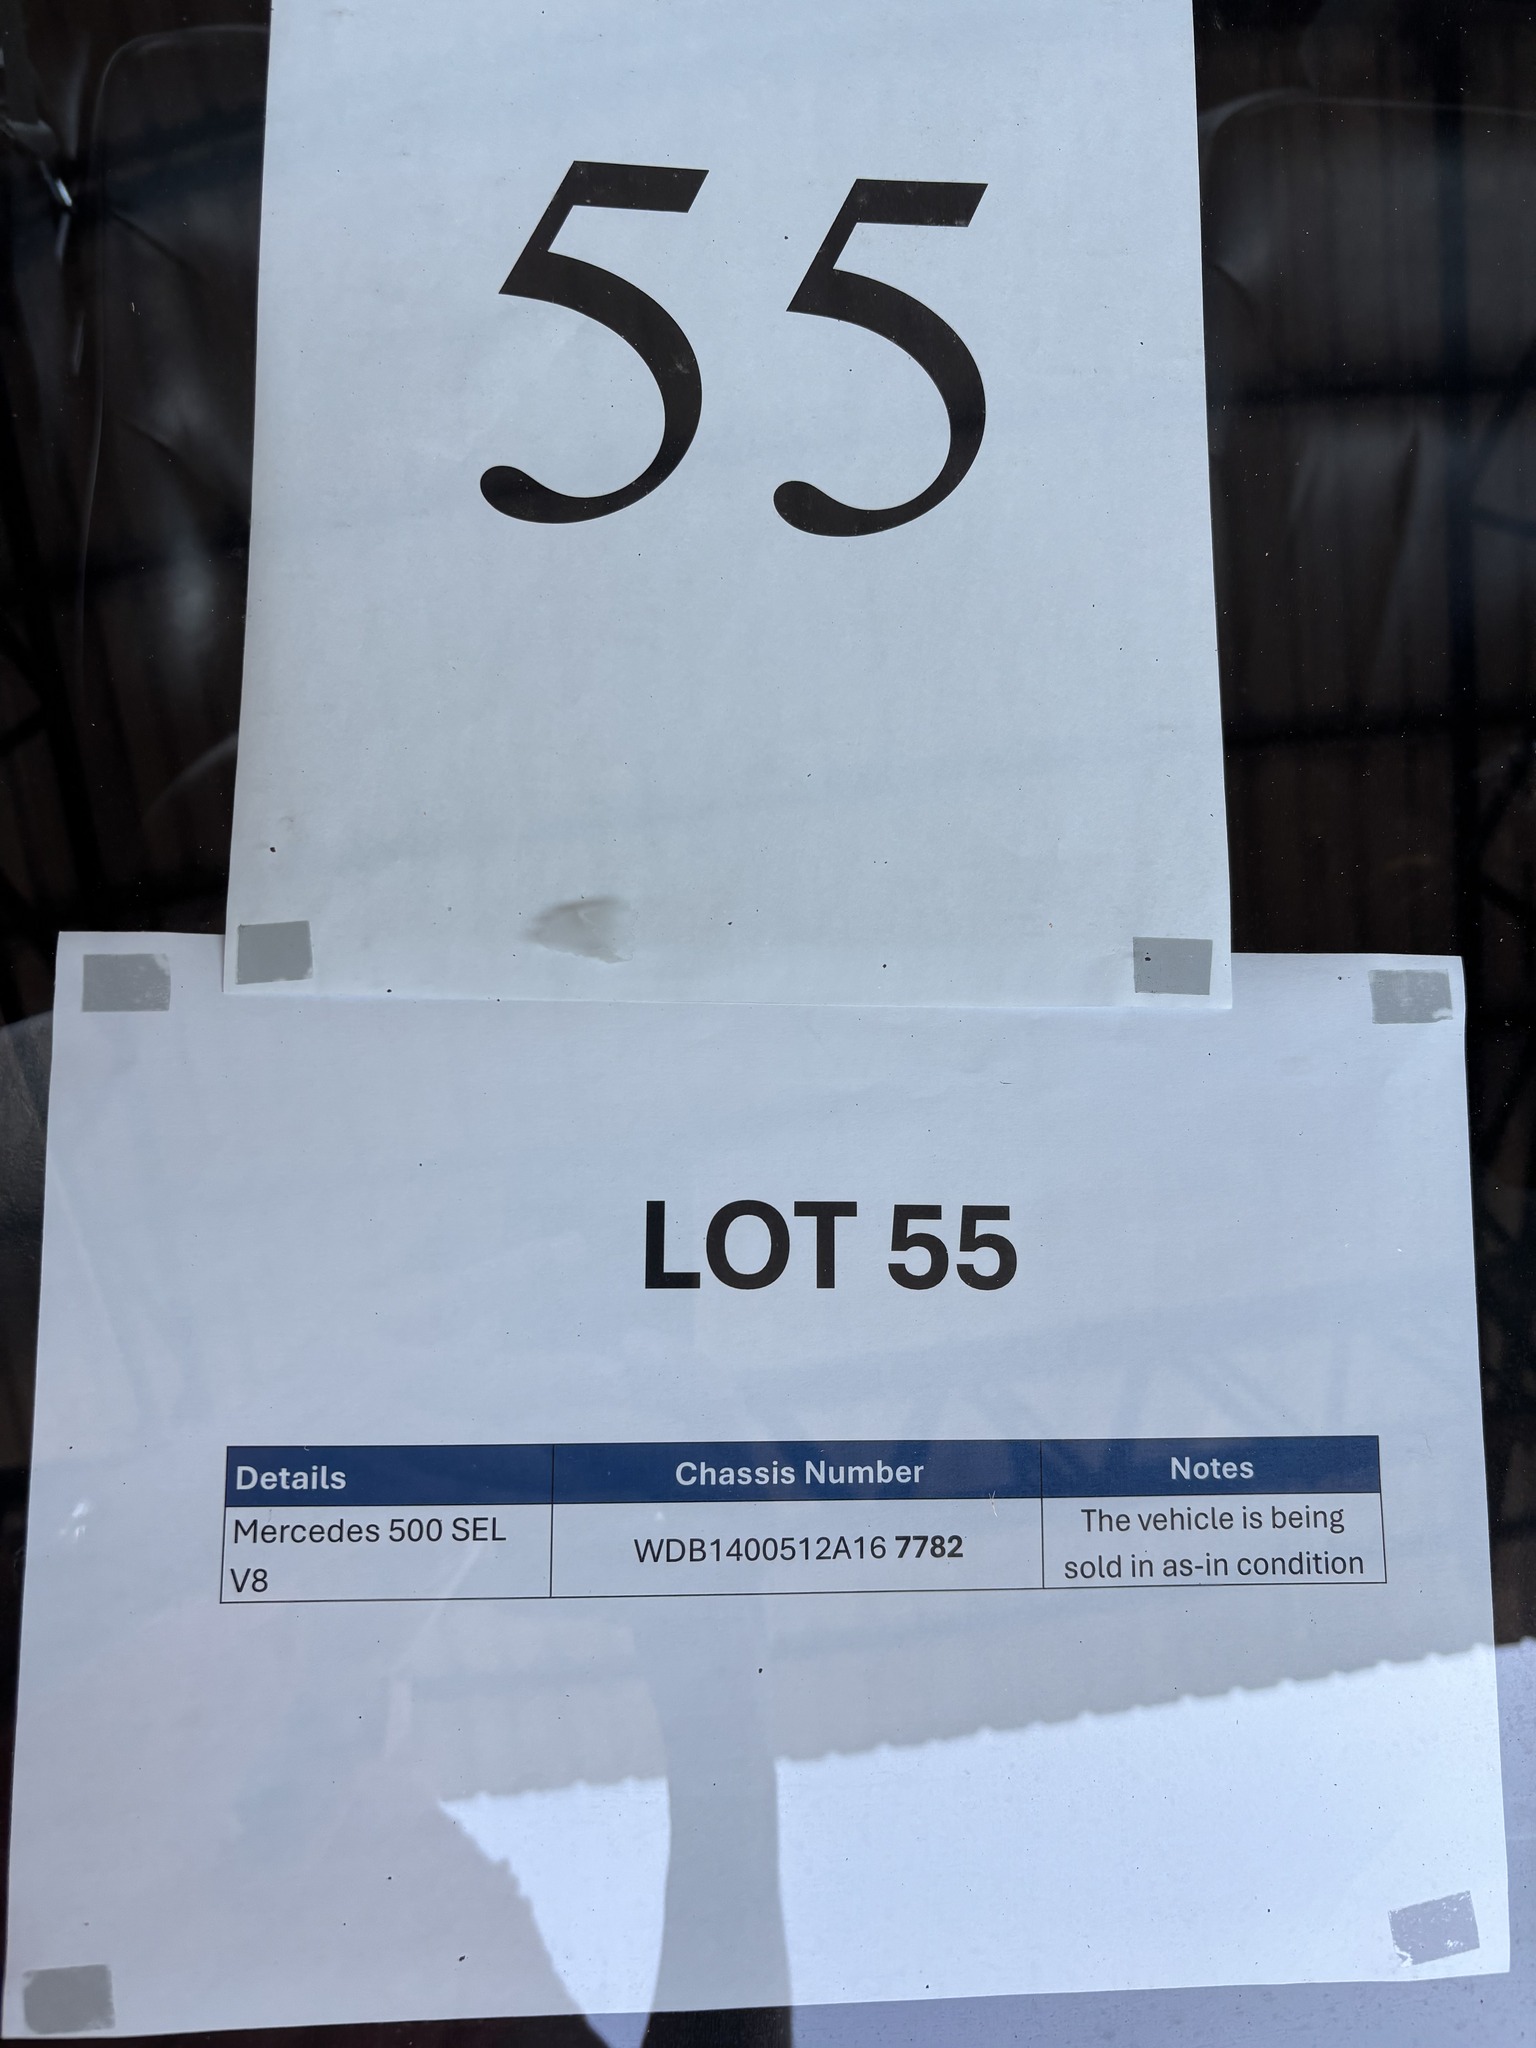 55
LOT 55
Details Chassis Number Notes
Mercedes 500 SEL
V8
WDB1400512A16 7782
The vehicle is being
sold in as-in condition